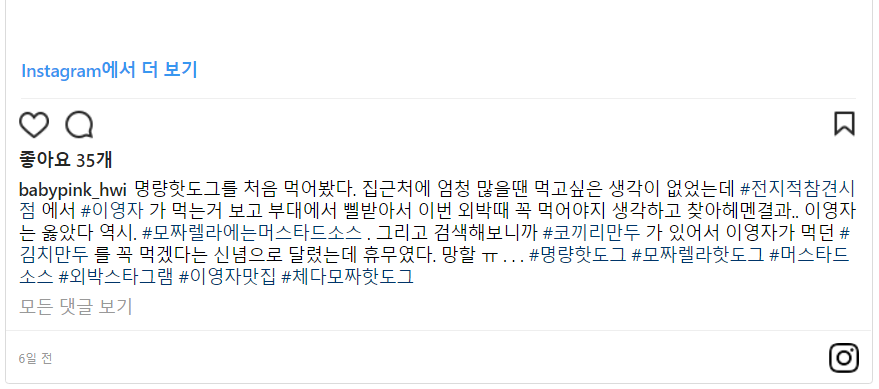 Instagram에서 더 보기
좋아요 35개
babypink_hwi 명량핫도그를 처음 먹어봤다. 집근처에 엄청 많을땐 먹고싶은 생각이 없었는데 #전지적참견시
점 에서 #이영자 가 먹는거 보고 부대에서 삘받아서 이번 외박때 꼭 먹어야지 생각하고 찾아헤멘결과.. 이영자
는 옳았다 역시. #모짜렐라에는머스타드소스 . 그리고 검색해보니까 #코끼리만두 가 있어서 이영자가 먹던 #
김치만두 를 꼭 먹겠다는 신념으로 달렸는데 휴무였다. 망할 ㅠ . . . #명량핫도그 #모짜렐라핫도그 #머스타드
소스 #외박스타그램 #이영자맛집 #체다모짜핫도그
모든 댓글 보기
6일 전